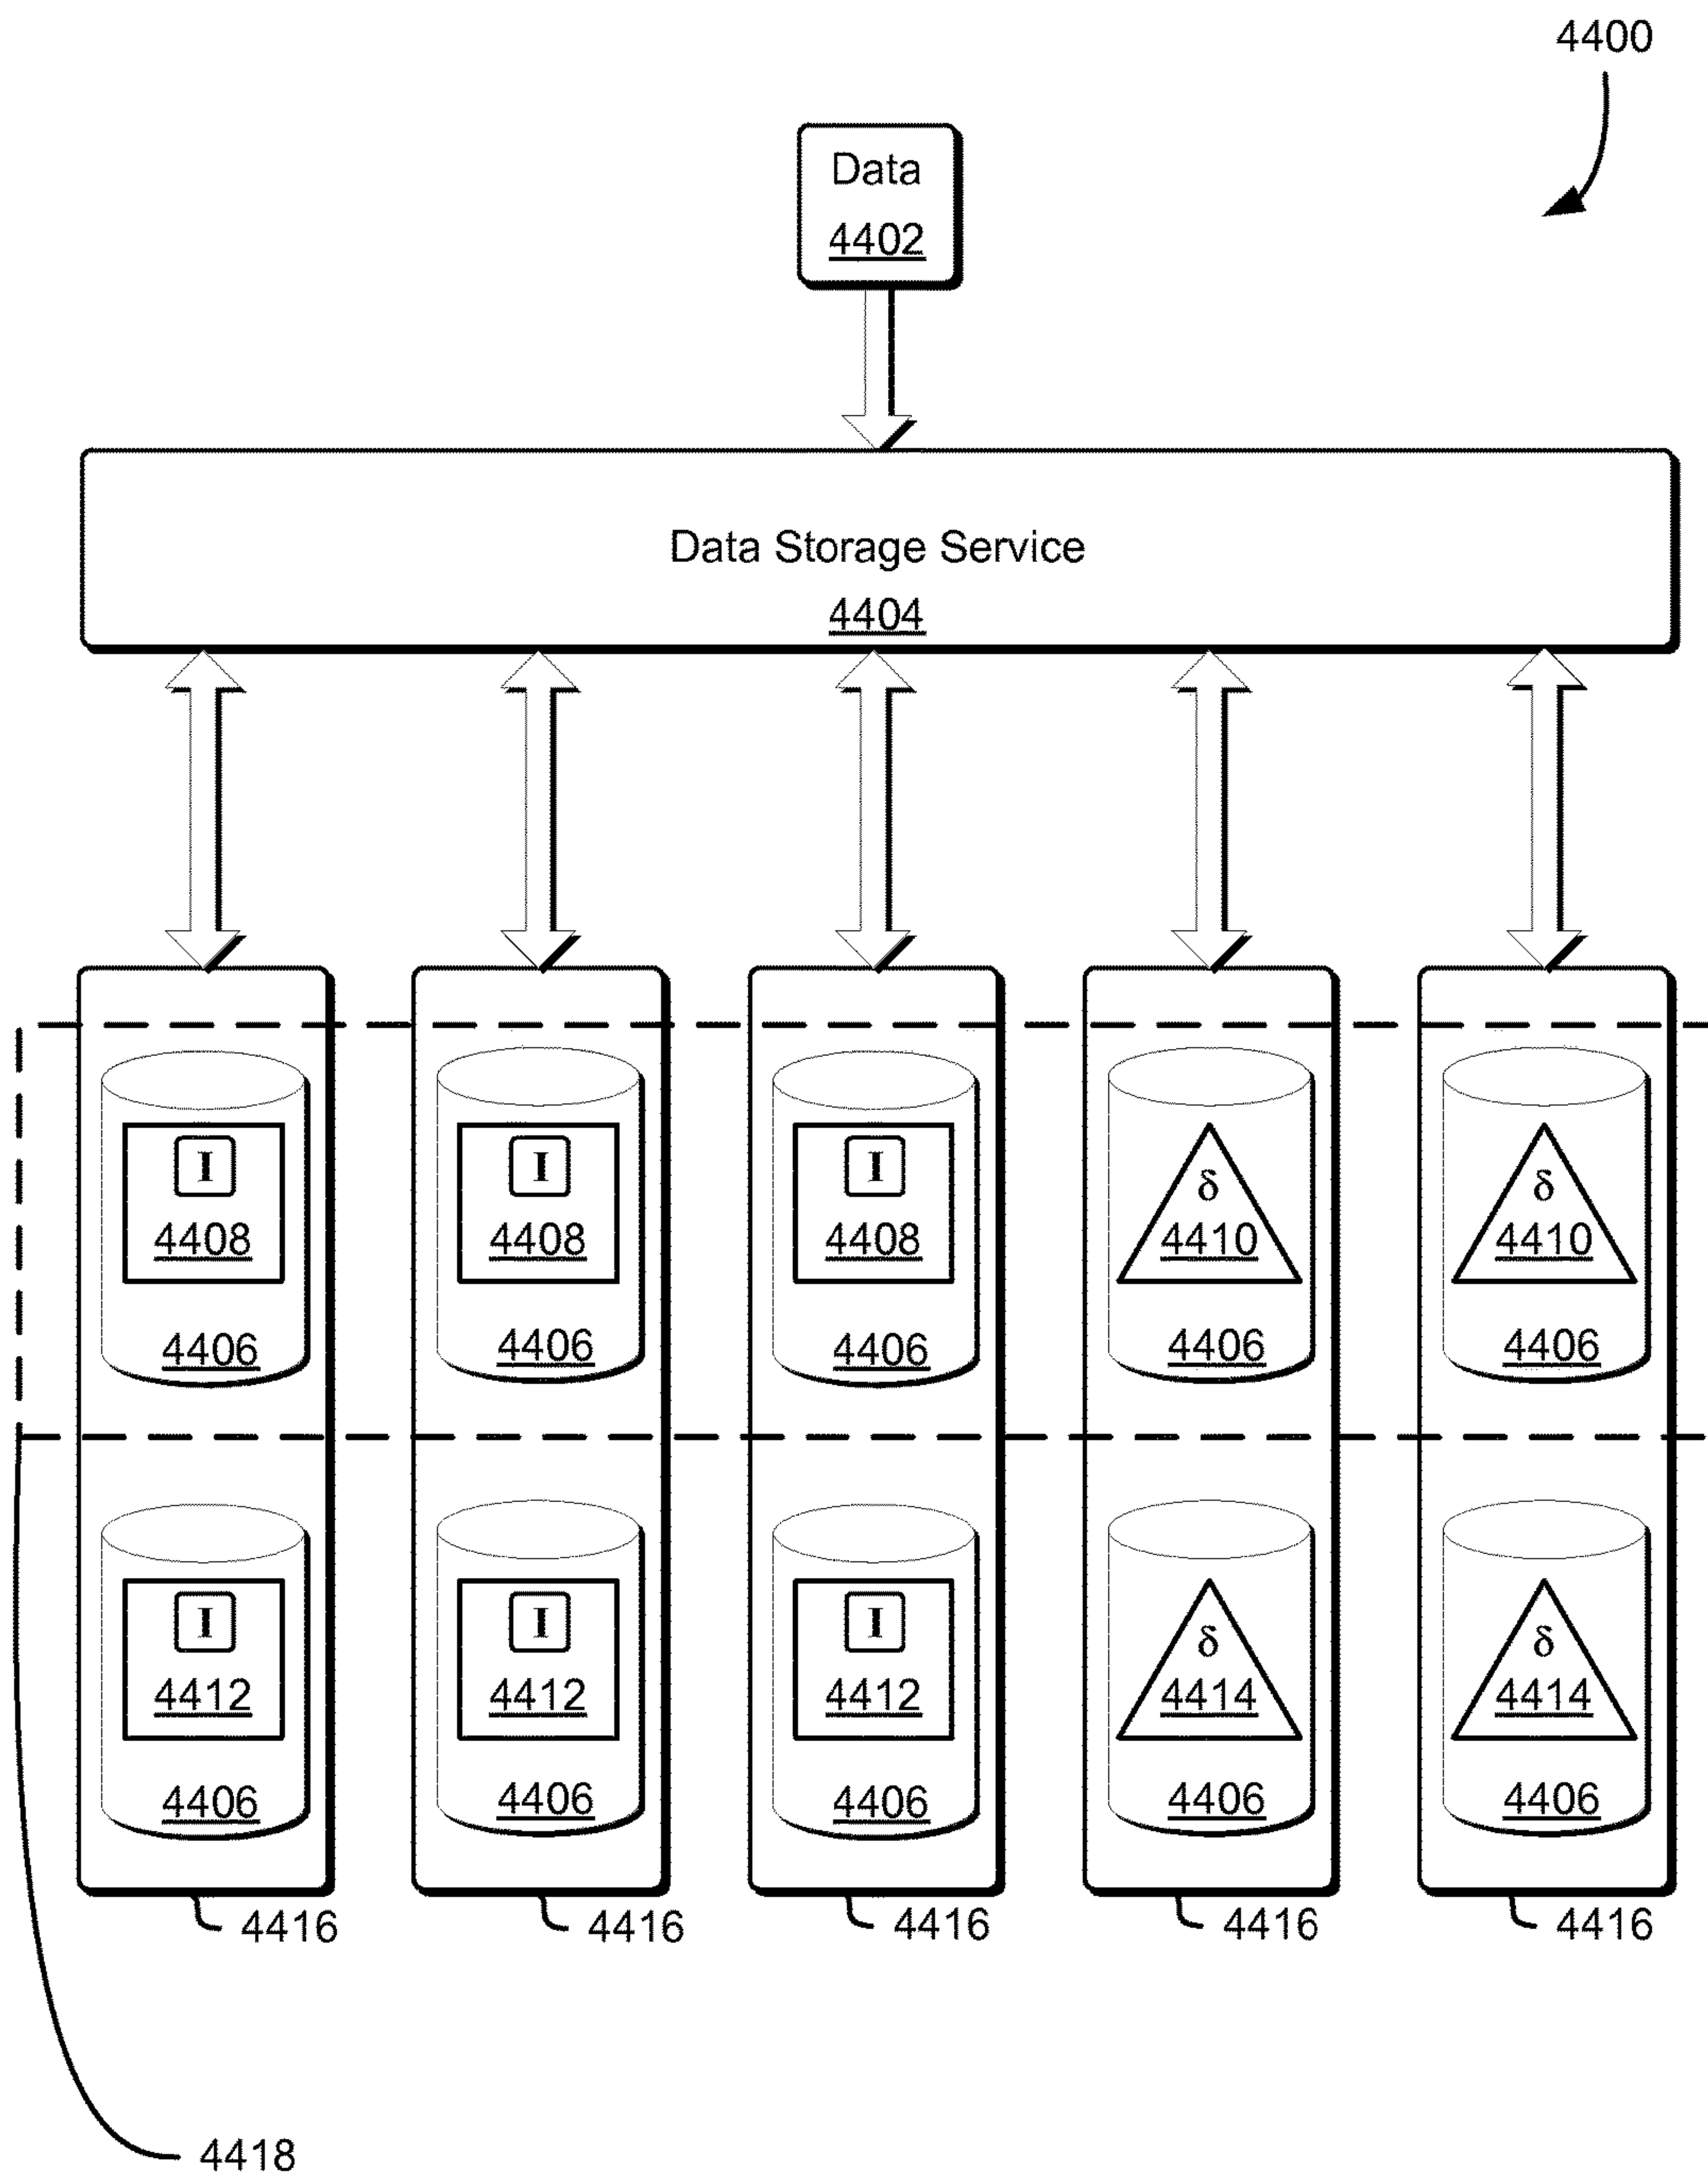 4400
Data
4402
Data Storage Service
4404
I I I δ δ
4408 4408 4408 4410 4410
4406 4406 4406 4406 4406
I I I δ δ
4412 4412 4412 4414 4414
4406 4406 4406 4406 4406
4416 4416 4416 4416 4416
4418